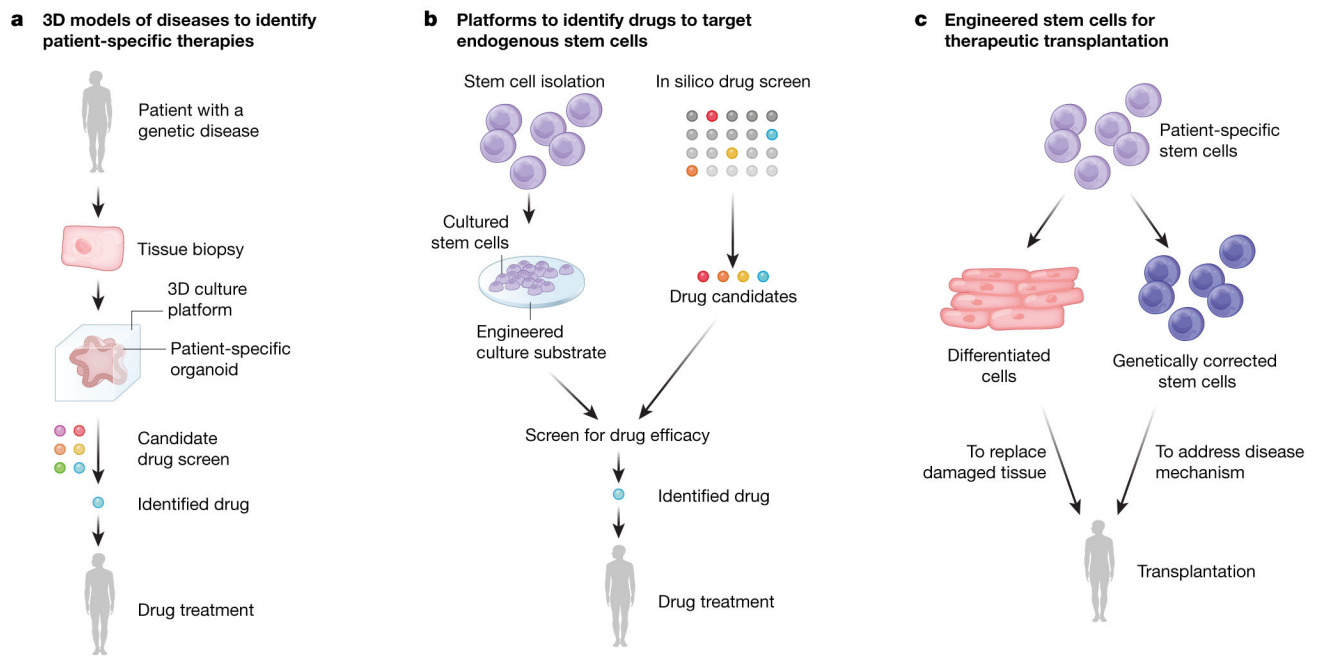 a 3D models of diseases to identify
patient-specific therapies
Patient with a
genetic disease
Tissue biopsy
3D culture
platform
Patient-specific
organoid
Candidate
drug screen
Identified drug
Drug treatment
b Platforms to identify drugs to target
endogenous stem cells
Stem cell isolation
In silico drug screen
Cultured
stem cells
Engineered
culture substrate
Drug candidates
Screen for drug efficacy
Identified drug
Drug treatment
c Engineered stem cells for
therapeutic transplantation
Patient-specific
stem cells
Differentiated
cells
Genetically corrected
stem cells
To replace
damaged tissue
To address disease
mechanism
Transplantation